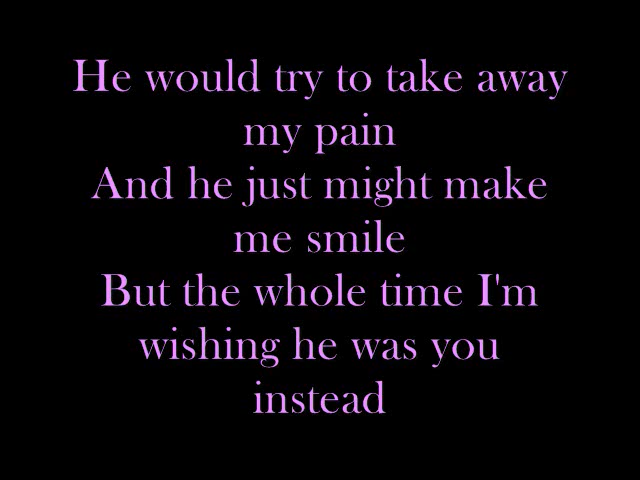 He would try to take away
my pain
And he just might make
me smile
But the whole time I'm
wishing he was you
instead